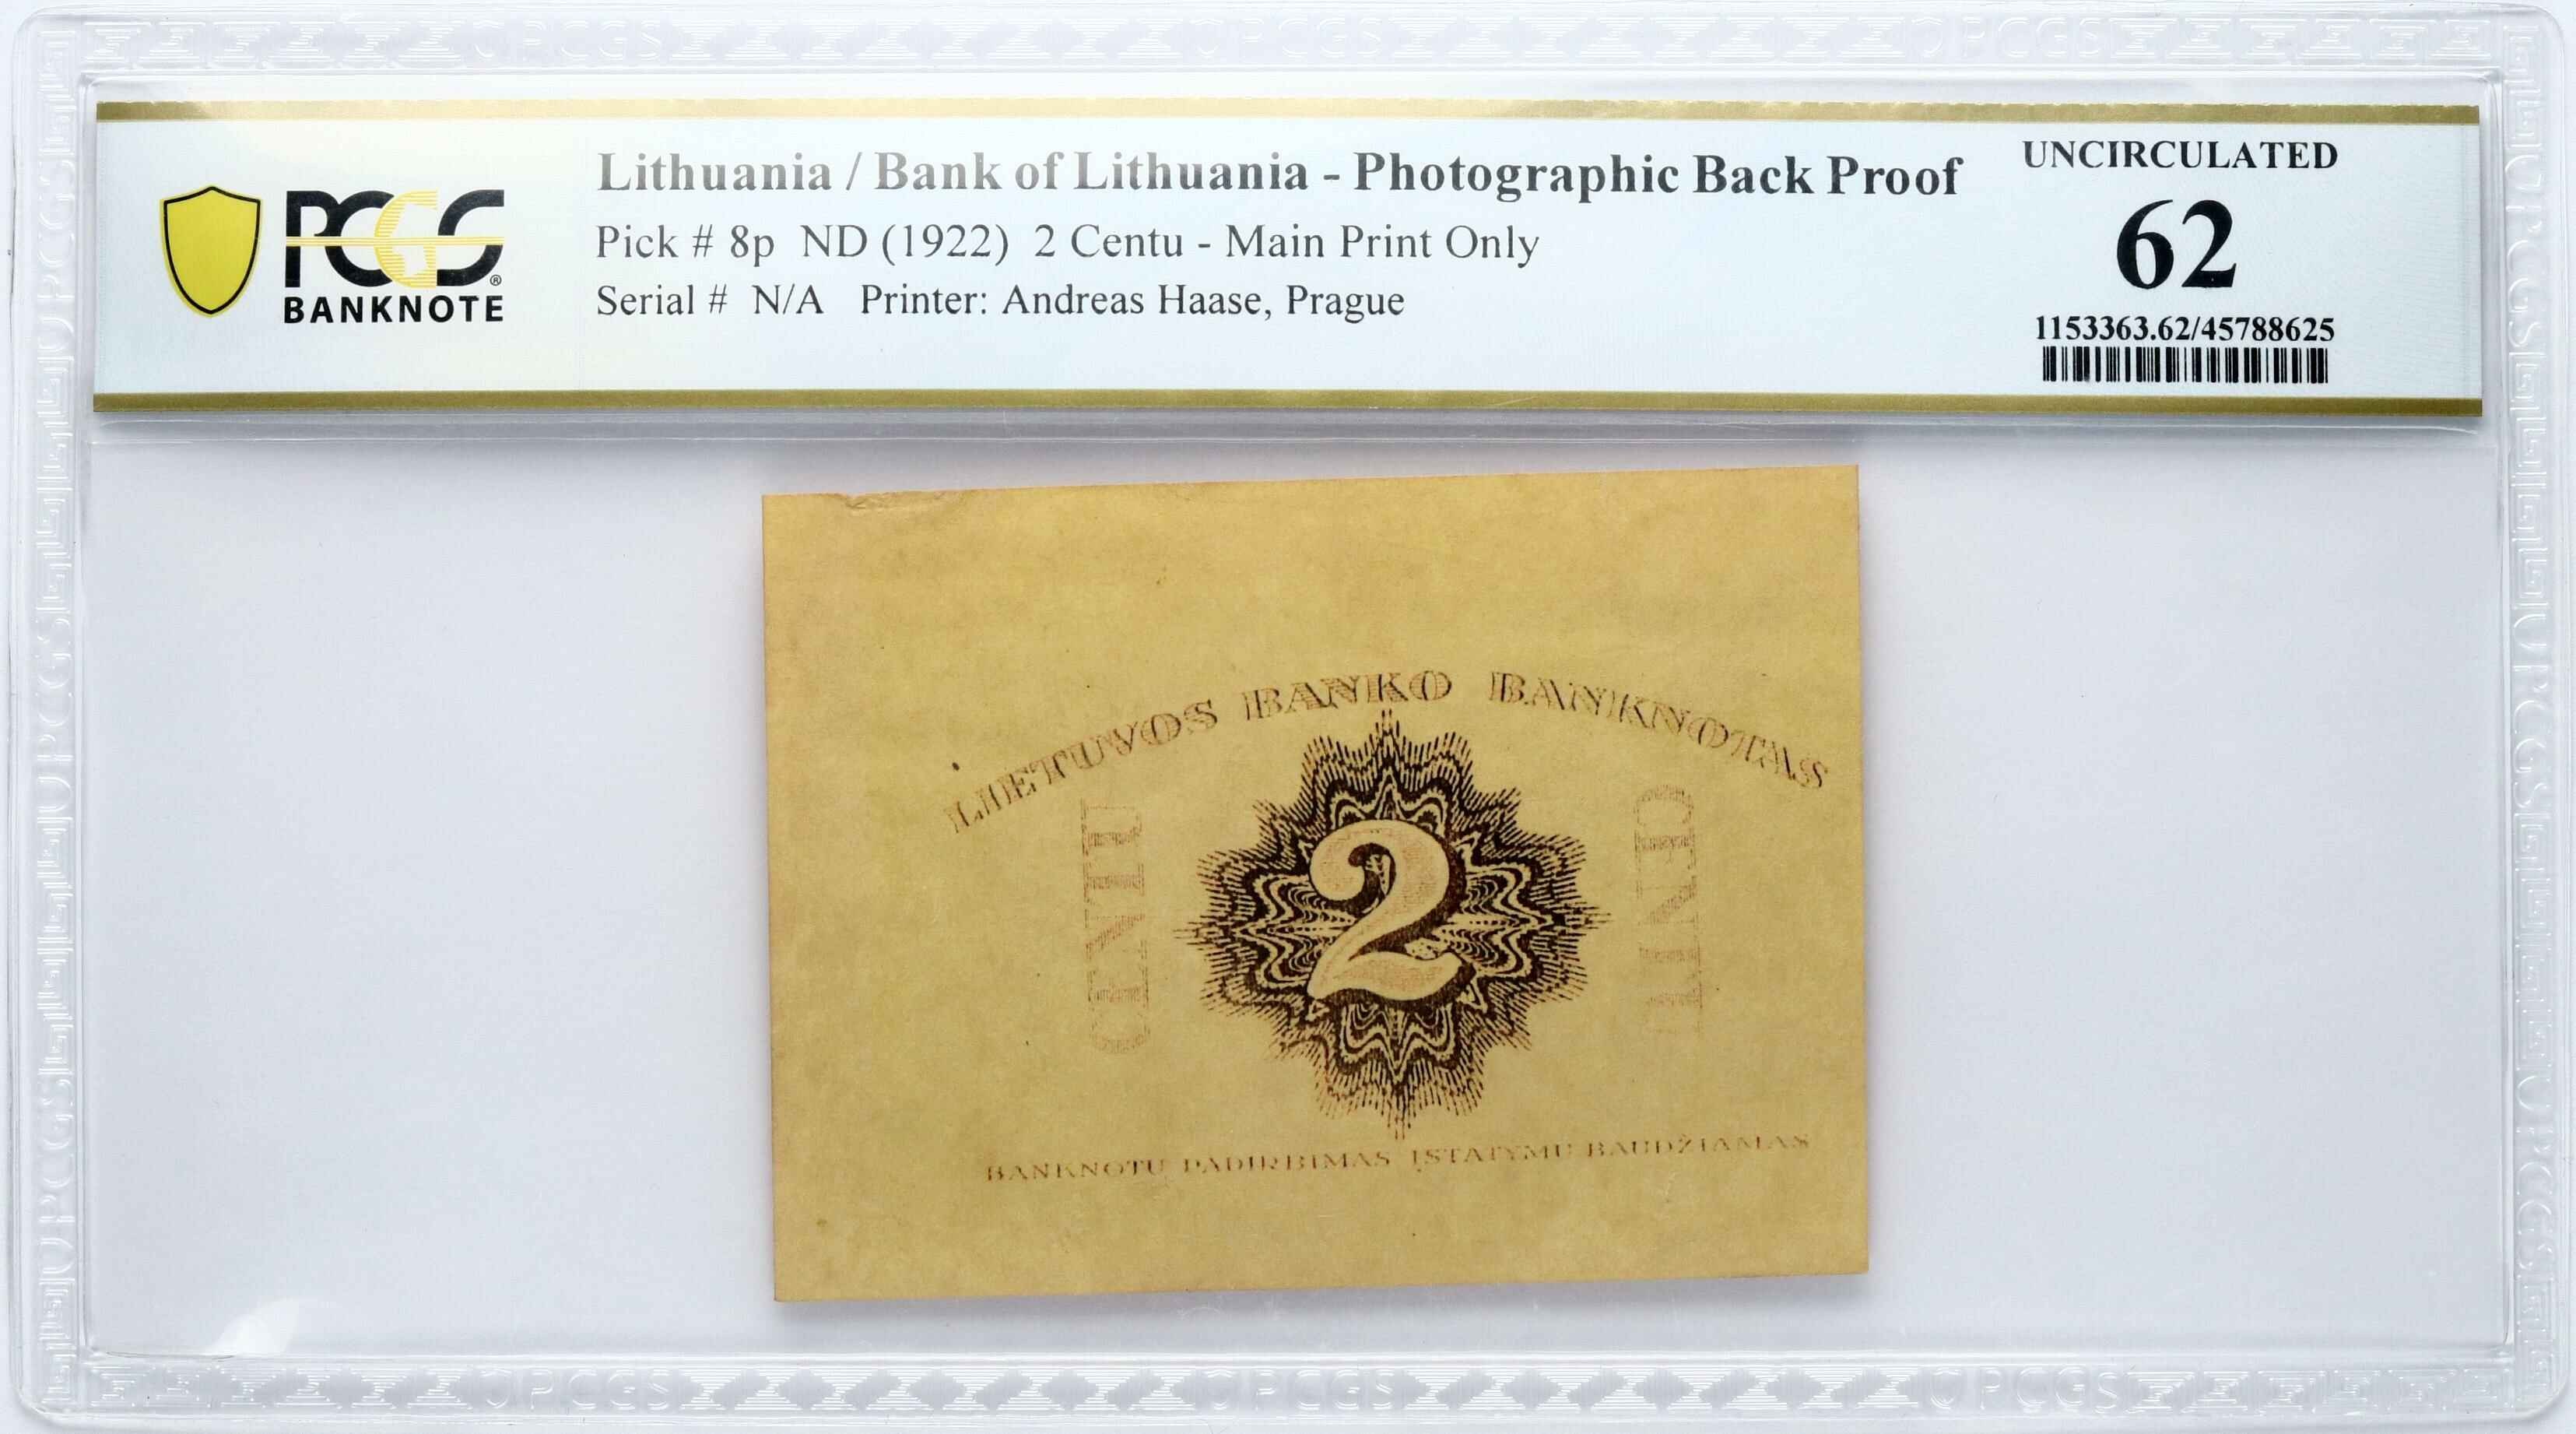 PCGS
BANKNOTE
Lithuania / Bank of Lithuania - Photographic Back Proof
Pick # 8p ND (1922) 2 Centu - Main Print Only
Serial # N/A Printer: Andreas Haase, Prague
UNCIRCULATED
62
1153363.62/45788625
LIETUVOS BANKO BANKNOTAS
CENTU
2
CENTU
BANKNOTŲ PADIRBIMAS ĮSTATYMU BAUDŽIAMAS